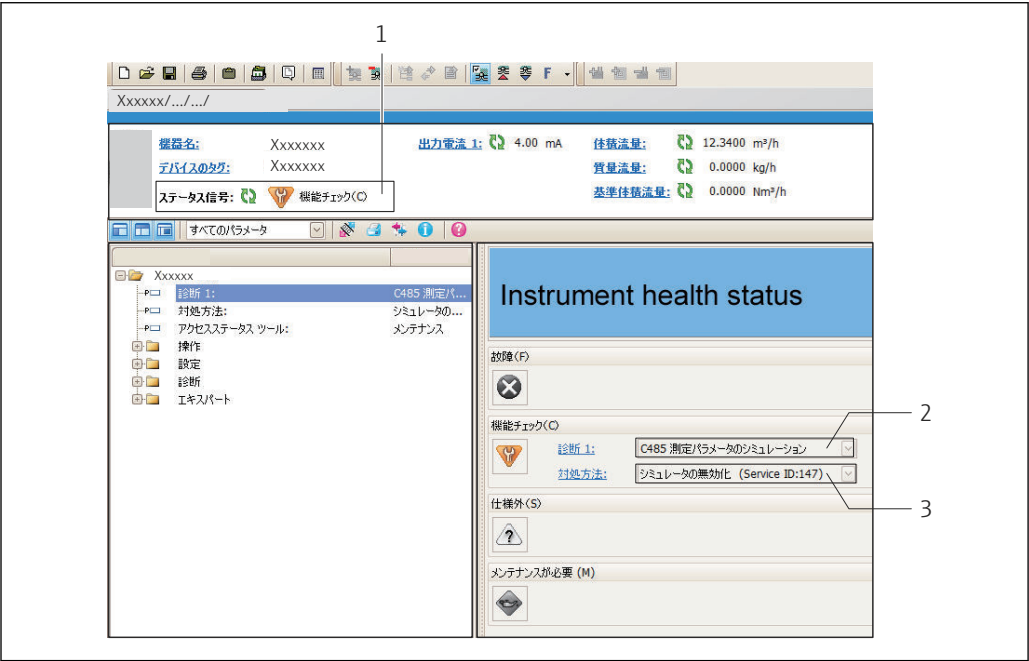 1
F
Xxxxxx/.../.../
機器名: Xxxxxxx 出力電流 1: 4.00 mA 体積流量: 12.3400 m³/h
デバイスのタグ: Xxxxxxx 質量流量: 0.0000 kg/h
ステータス信号: 機能チェック(C) 基準体積流量: 0.0000 Nm³/h
すべてのパラメータ
Xxxxxx
診断 1: C485 測定パ...
対処方法: シミュレータの...
アクセスステータス ツール: メンテナンス
操作
設定
診断
エキスパート
Instrument health status
故障(F)
機能チェック(C)
診断 1: C485 測定パラメータのシミュレーション
2
対処方法: シミュレータの無効化 (Service ID:147)
3
仕様外(S)
メンテナンスが必要 (M)